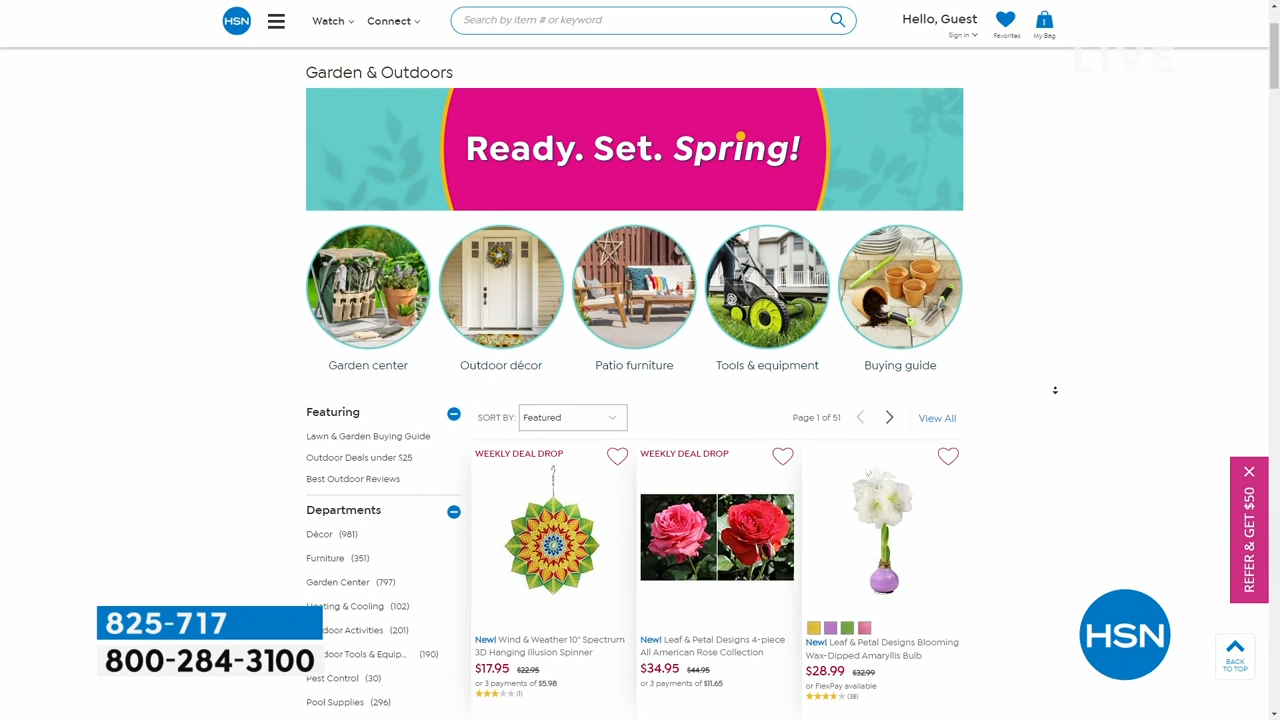 HSN
Watch
Connect
Search by item # or keyword
Hello, Guest
Sign In
Favorites
1
My Bag
LIVE
Garden & Outdoors
Ready. Set. Spring!
Garden center
Outdoor décor
Patio furniture
Tools & equipment
Buying guide
Featuring
SORT BY: Featured
Page 1 of 51
View All
Lawn & Garden Buying Guide
Outdoor Deals under $25
Best Outdoor Reviews
Departments
Décor (981)
Furniture (351)
Garden Center (797)
Heating & Cooling (102)
Outdoor Activities (201)
Outdoor Tools & Equip... (190)
Pest Control (30)
Pool Supplies (296)
WEEKLY DEAL DROP
New! Wind & Weather 10" Spectrum
3D Hanging Illusion Spinner
$17.95 $22.95
or 3 payments of $5.98
(1)
WEEKLY DEAL DROP
New! Leaf & Petal Designs 4-piece
All American Rose Collection
$34.95 $44.95
or 3 payments of $11.65
New! Leaf & Petal Designs Blooming
Wax-Dipped Amaryllis Bulb
$28.99 $32.99
or FlexPay available
(38)
REFER & GET $50
825-717
800-284-3100
HSN
BACK
TO TOP